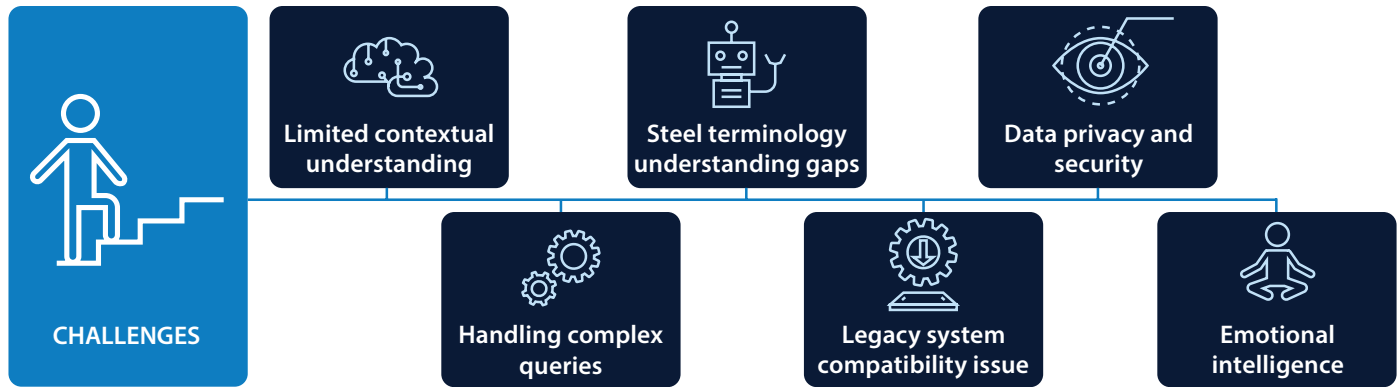 CHALLENGES
Limited contextual
understanding
Handling complex
queries
Steel terminology
understanding gaps
Legacy system
compatibility issue
Data privacy and
security
Emotional
intelligence